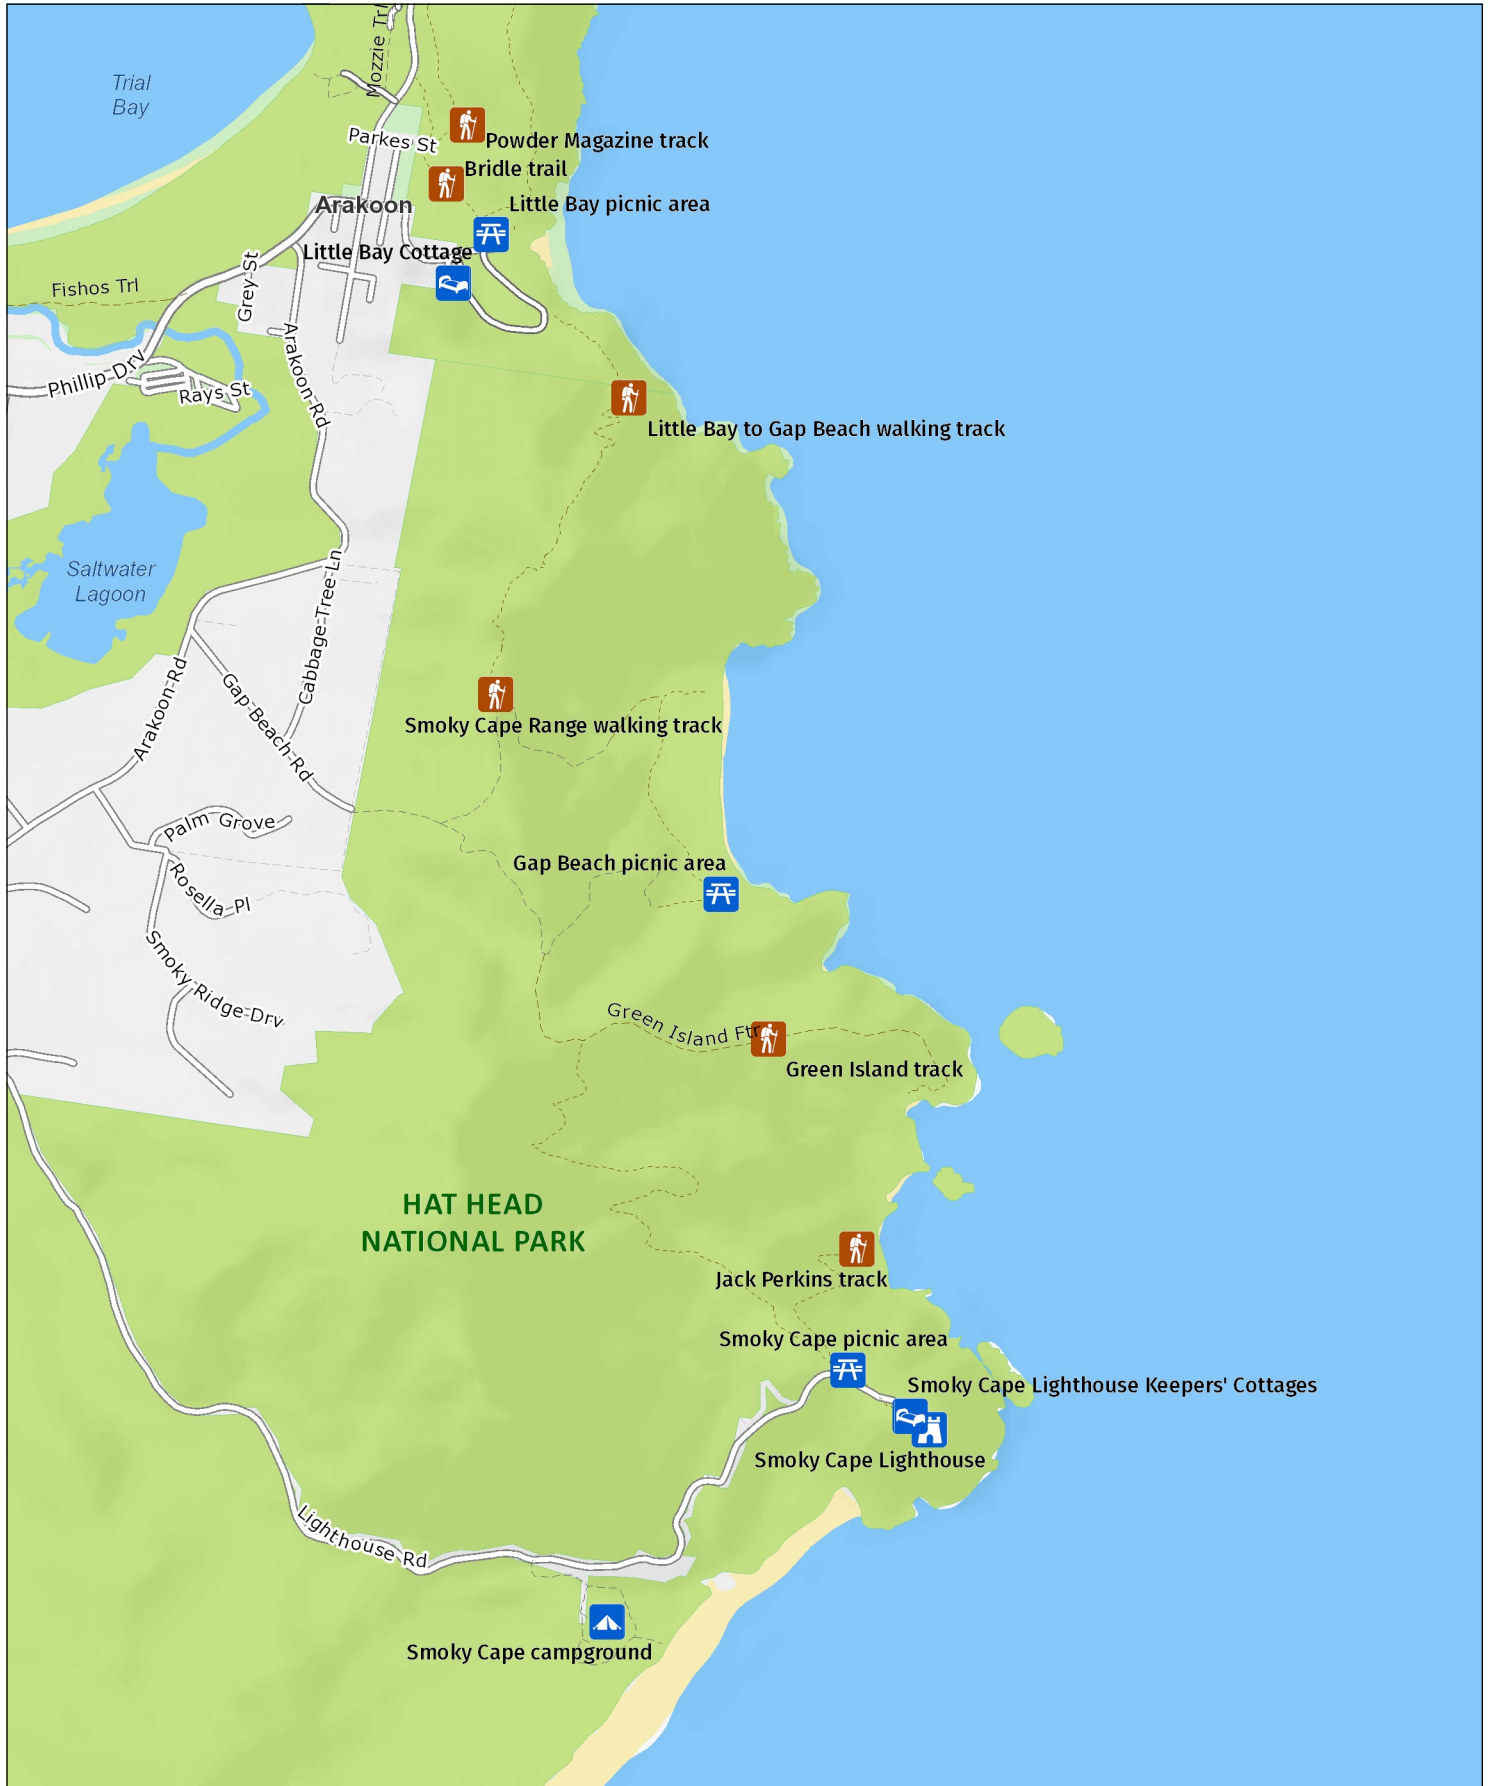 Mozzie Trl
Trial
Bay
Powder Magazine track
Parkes St
Bridle trail
Arakoon
Little Bay picnic area
Little Bay Cottage
Grey St
Fishos Trl
Arakoon Rd
Phillip Drv
Rays St
Little Bay to Gap Beach walking track
Saltwater
Lagoon
Cabbage Tree Ln
Arakoon Rd
Gap Beach Rd
Smoky Cape Range walking track
Palm Grove
Gap Beach picnic area
Rosella Pl
Smoky Ridge Drv
Green Island Ftr
Green Island track
HAT HEAD
NATIONAL PARK
Jack Perkins track
Smoky Cape picnic area
Smoky Cape Lighthouse Keepers' Cottages
Smoky Cape Lighthouse
Lighthouse Rd
Smoky Cape campground